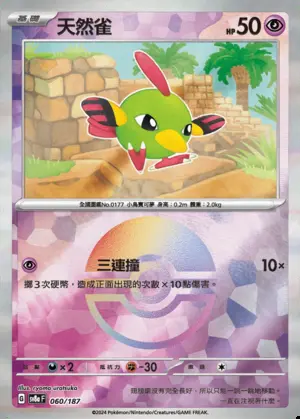 基礎
天然雀
HP50
全國圖鑑No.0177 小鳥寶可夢 身高：0.2m 體重：2.0kg
三連撞
10×
擲3次硬幣，造成正面出現的次數×10點傷害。
×2
-30
Illus. ryoma uratsuka
G sv8a F 060/187
©2024 Pokémon/Nintendo/Creatures/GAME FREAK.